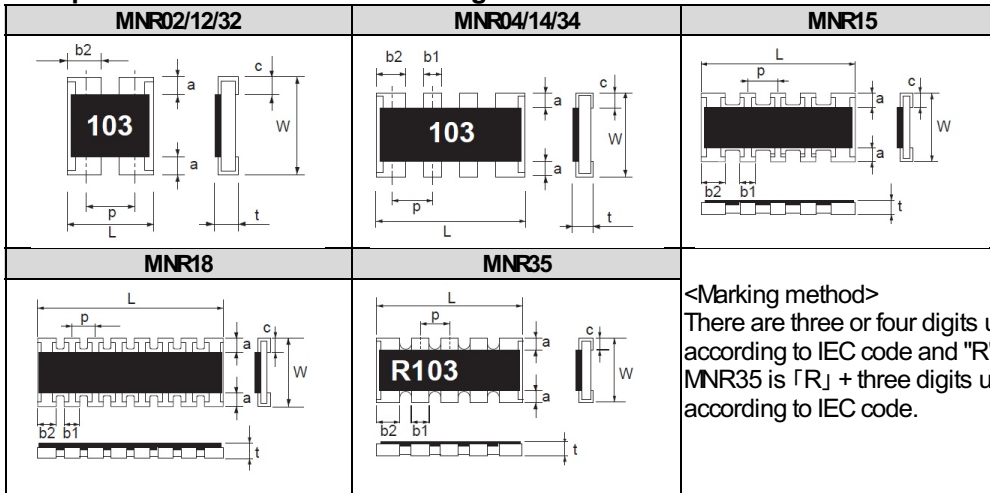 MNR02/12/32
MNR04/14/34
MNR15
b2
c
a
103
W
a
p
L
t
b2 b1
c
a
103
W
a
p
L
t
L
p
c
a
W
a
b2 b1
t
MNR18
MNR35
L
p
c
a
W
a
b2 b1
t
L
p
c
a
R103
W
a
b2 b1
t
<Marking method>
There are three or four digits u
according to IEC code and "R"
MNR35 is「R」+ three digits u
according to IEC code.